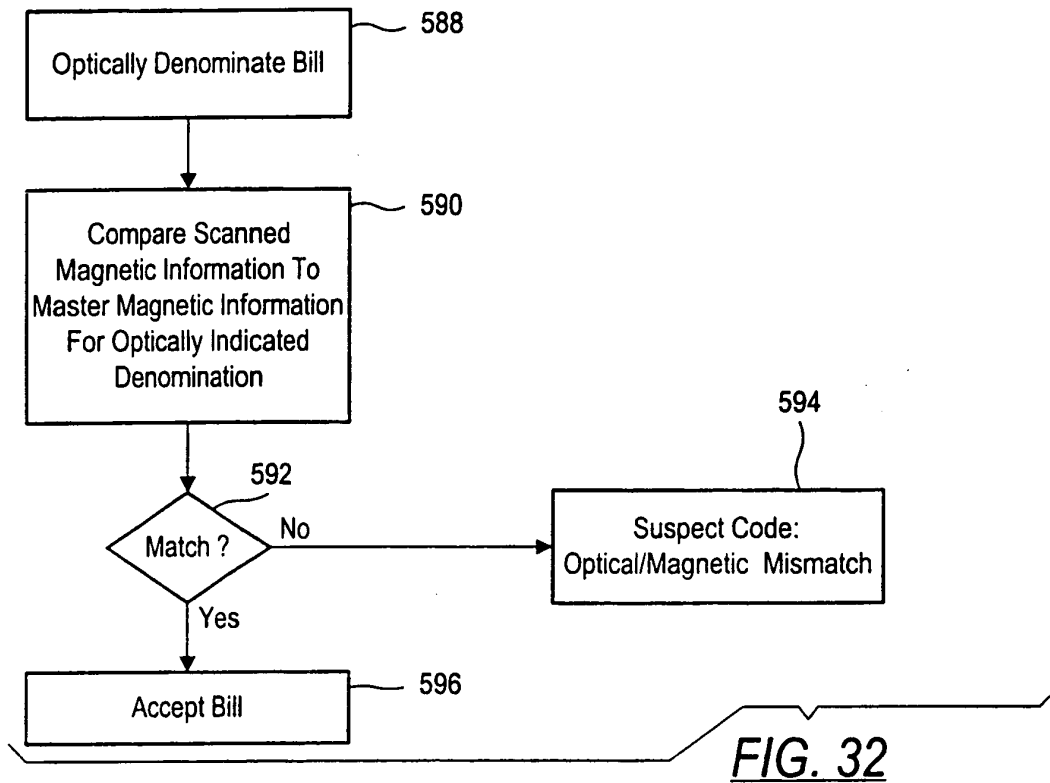 588
Optically Denominate Bill
590
Compare Scanned
Magnetic Information To
Master Magnetic Information
For Optically Indicated
Denomination
592
Match ?
No
594
Suspect Code:
Optical/Magnetic Mismatch
Yes
596
Accept Bill
FIG. 32